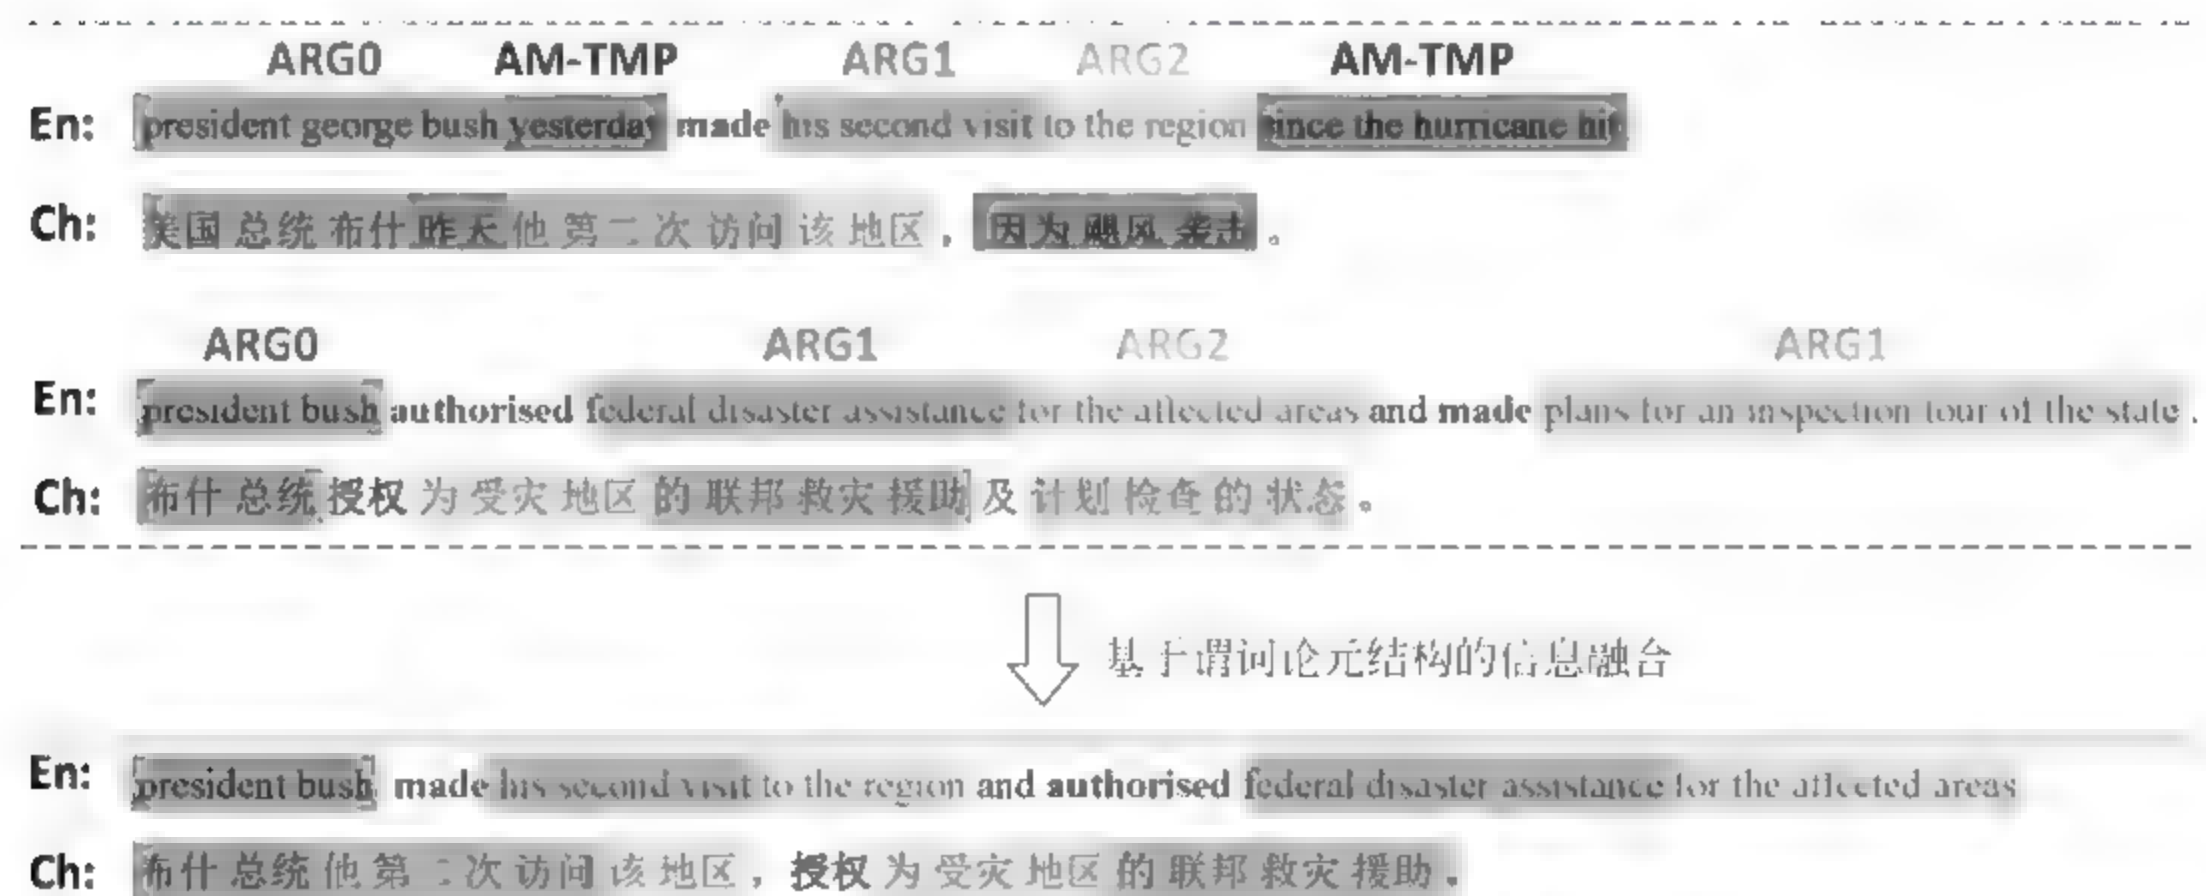 ARG0 AM-TMP ARG1 ARG2 AM-TMP
En: president george bush yesterday made his second visit to the region since the hurricane hit.
Ch: 美国 总统 布什 昨天 他 第 二 次 访问 该 地区 , 因为 飓风 袭击 。
ARG0 ARG1 ARG2 ARG1
En: president bush authorised federal disaster assistance for the affected areas and made plans for an inspection tour of the state .
Ch: 布什 总统 授权 为 受灾 地区 的 联邦 救灾 援助 及 计划 检查 的 状态 。
基于谓词论元结构的信息融合
En: president bush made his second visit to the region and authorised federal disaster assistance for the affected areas
Ch: 布什 总统 他 第 二 次 访问 该 地区 , 授权 为 受灾 地区 的 联邦 救灾 援助 .